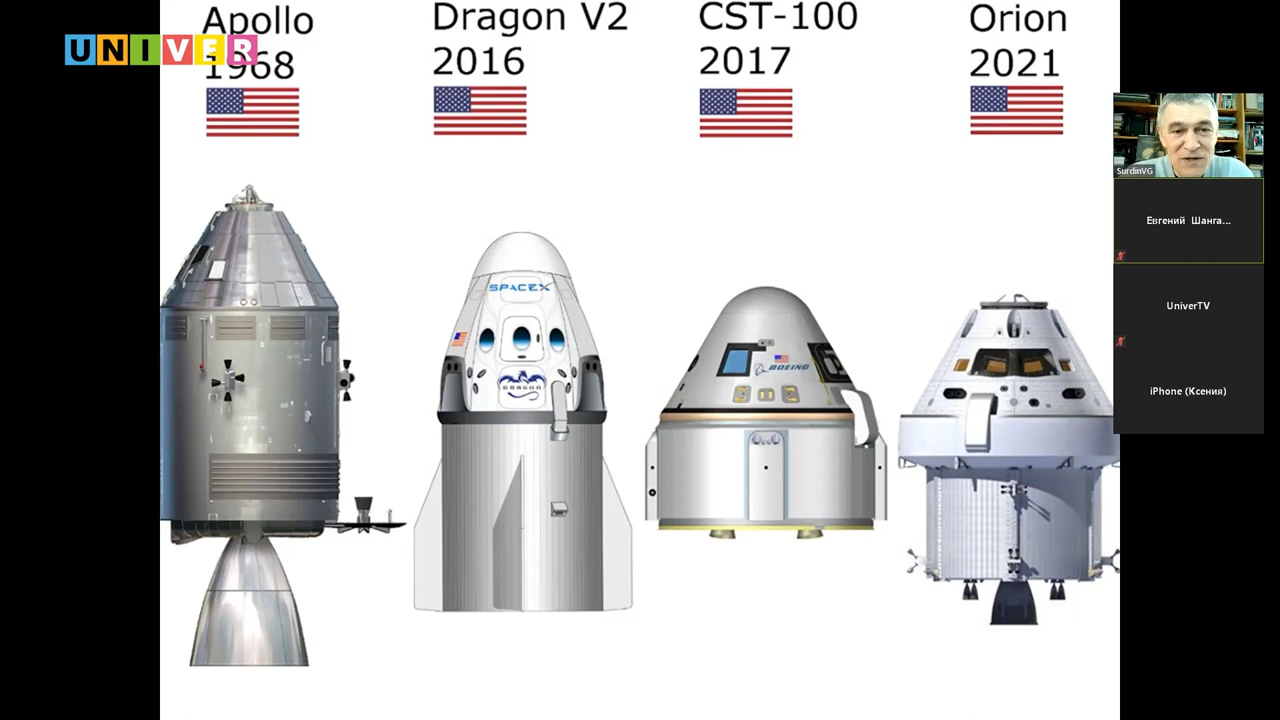 Apollo
1968
Dragon V2
2016
CST-100
2017
Orion
2021
UNIVER
SPACEX
DRAGON
BOEING
SurdinVG
Евгений Шанга...
UniverTV
iPhone (Ксения)